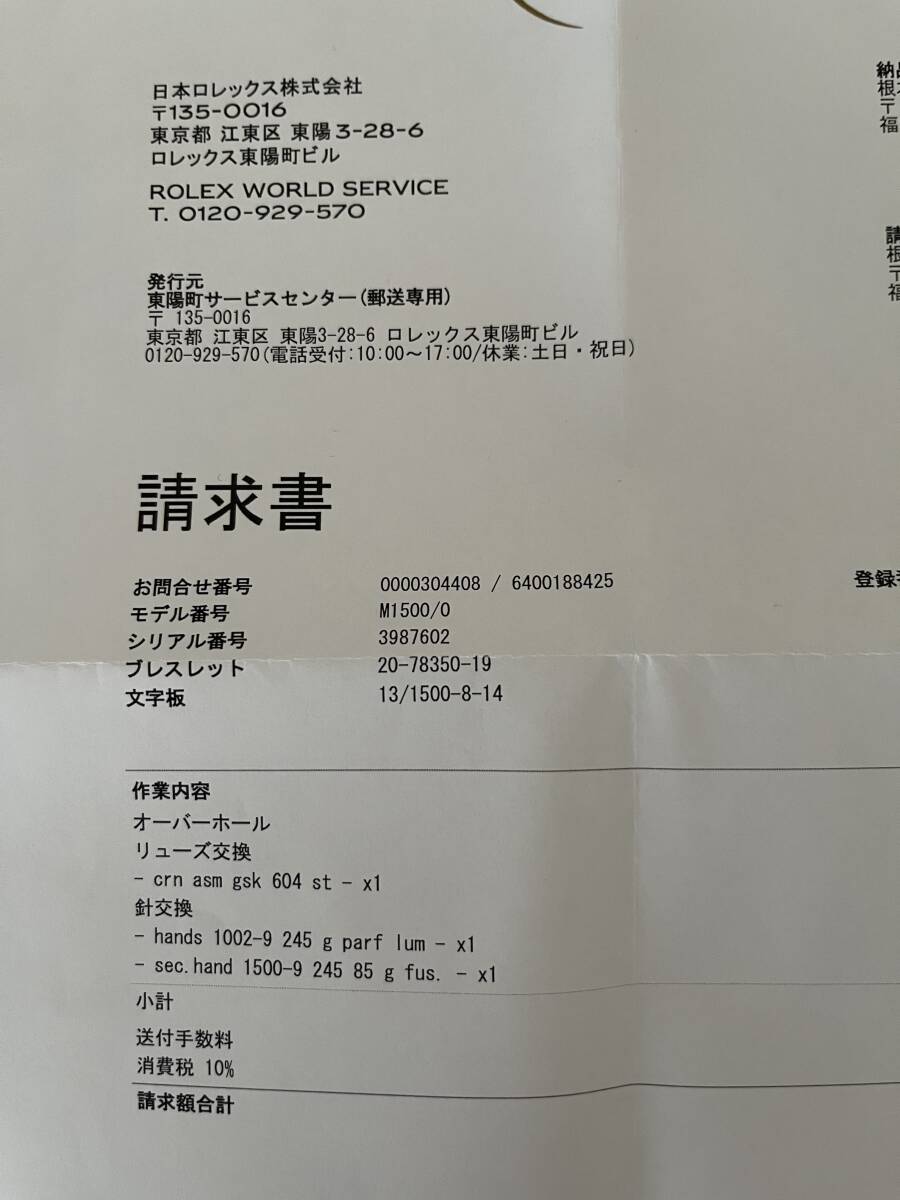 日本ロレックス株式会社
〒135-0016
東京都 江東区 東陽3-28-6
ロレックス東陽町ビル
ROLEX WORLD SERVICE
T. 0120-929-570
発行元
東陽町サービスセンター(郵送専用)
〒 135-0016
東京都 江東区 東陽3-28-6 ロレックス東陽町ビル
0120-929-570(電話受付:10:00~17:00/休業:土日・祝日)
納
〒
福
請
〒
福
請求書
お問合せ番号 0000304408 / 6400188425
モデル番号 M1500/0
シリアル番号 3987602
ブレスレット 20-78350-19
文字板 13/1500-8-14
登録
作業内容
オーバーホール
リューズ交換
- crn asm gsk 604 st - x1
針交換
- hands 1002-9 245 g parf lum - x1
- sec.hand 1500-9 245 85 g fus. - x1
小計
送付手数料
消費税 10%
請求額合計